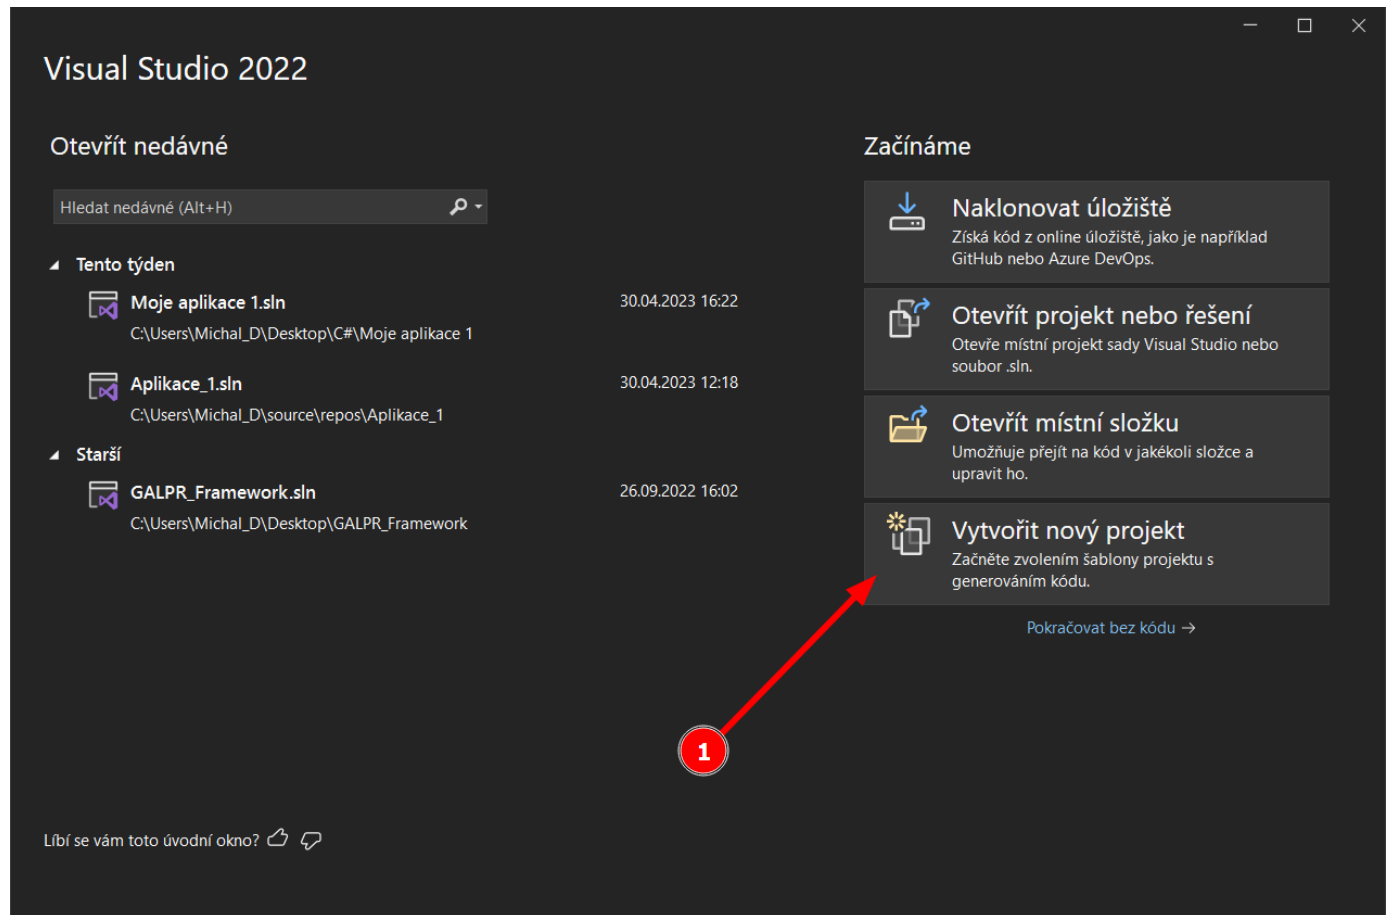 Visual Studio 2022
Otevřít nedávné
Hledat nedávné (Alt+H)
Tento týden
Moje aplikace 1.sln
30.04.2023 16:22
C:\Users\Michal_D\Desktop\C#\Moje aplikace 1
Aplikace_1.sln
30.04.2023 12:18
C:\Users\Michal_D\source\repos\Aplikace_1
Starší
GALPR_Framework.sln
26.09.2022 16:02
C:\Users\Michal_D\Desktop\GALPR_Framework
Začínáme
Naklonovat úložiště
Získá kód z online úložiště, jako je například
GitHub nebo Azure DevOps.
Otevřít projekt nebo řešení
Otevře místní projekt sady Visual Studio nebo
soubor .sln.
Otevřít místní složku
Umožňuje přejít na kód v jakékoli složce a
upravit ho.
Vytvořit nový projekt
Začněte zvolením šablony projektu s
generováním kódu.
Pokračovat bez kódu →
1
Líbí se vám toto úvodní okno?